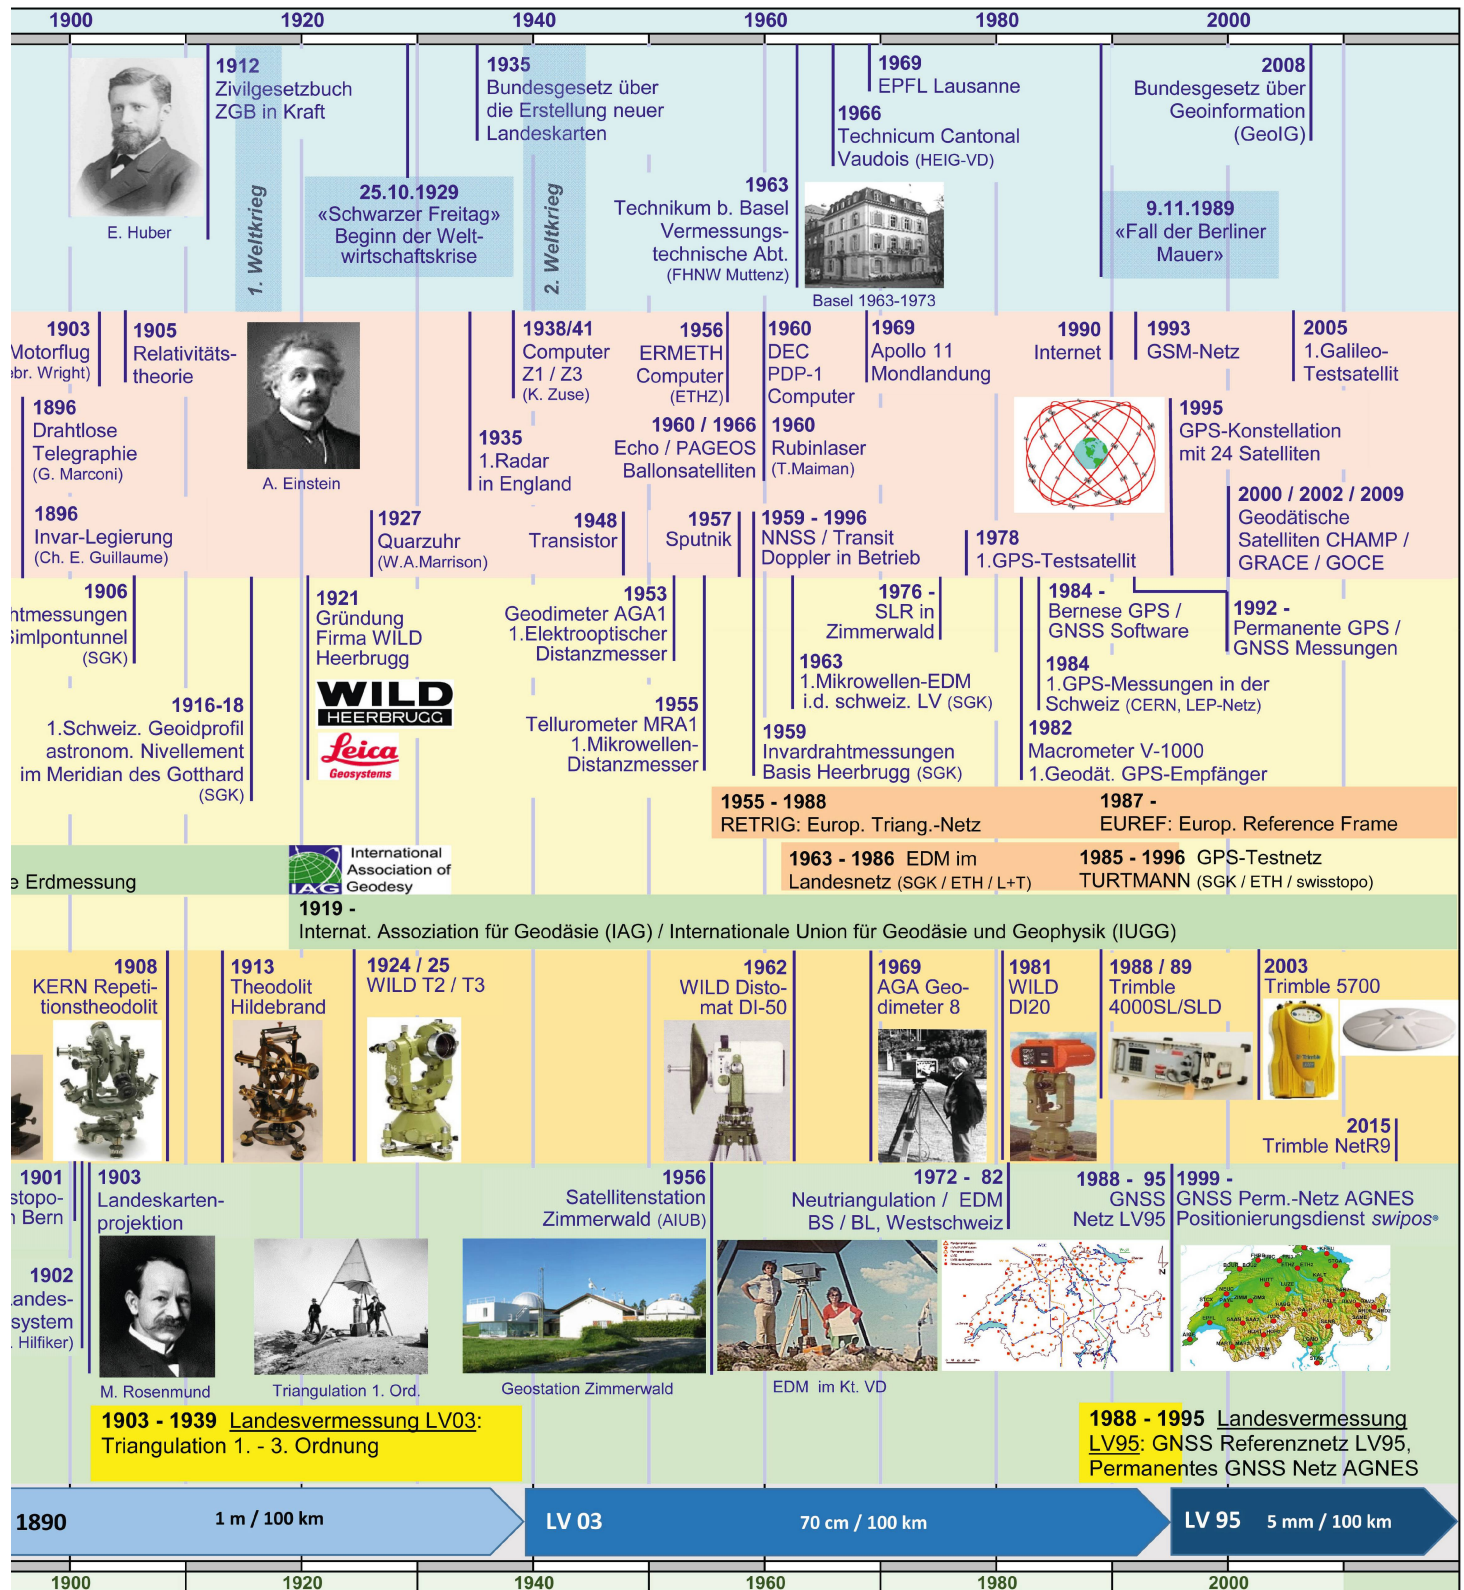 1900 1920 1940 1960 1980 2000
1912
Zivilgesetzbuch
ZGB in Kraft
E. Huber
1. Weltkrieg
25.10.1929
«Schwarzer Freitag»
Beginn der Welt-
wirtschaftskrise
1935
Bundesgesetz über
die Erstellung neuer
Landeskarten
2. Weltkrieg
1963
Technikum b. Basel
Vermessungs-
technische Abt.
(FHNW Muttenz)
1969
EPFL Lausanne
1966
Technicum Cantonal
Vaudois (HEIG-VD)
Basel 1963-1973
2008
Bundesgesetz über
Geoinformation
(GeoIG)
9.11.1989
«Fall der Berliner
Mauer»
1903
Motorflug
ebr. Wright)
1905
Relativitäts-
theorie
1896
Drahtlose
Telegraphie
(G. Marconi)
1896
Invar-Legierung
(Ch. E. Guillaume)
A. Einstein
1927
Quarzuhr
(W.A.Marrison)
1938/41
Computer
Z1 / Z3
(K. Zuse)
1935
1.Radar
in England
1948
Transistor
1956
ERMETH
Computer
(ETHZ)
1960 / 1966
Echo / PAGEOS
Ballonsatelliten
1957
Sputnik
1960
DEC
PDP-1
Computer
1960
Rubinlaser
(T.Maiman)
1959 - 1996
NNSS / Transit
Doppler in Betrieb
1969
Apollo 11
Mondlandung
1978
1.GPS-Testsatellit
1990
Internet
1993
GSM-Netz
2005
1.Galileo-
Testsatellit
1995
GPS-Konstellation
mit 24 Satelliten
2000 / 2002 / 2009
Geodätische
Satelliten CHAMP /
GRACE / GOCE
1906
htmessungen
Simlpontunnel
(SGK)
1916-18
1.Schweiz. Geoidprofil
astronom. Nivellement
im Meridian des Gotthard
(SGK)
1921
Gründung
Firma WILD
Heerbrugg
WILD
HEERBRUGG
Leica
Geosystems
1953
Geodimeter AGA1
1.Elektrooptischer
Distanzmesser
1955
Tellurometer MRA1
1.Mikrowellen-
Distanzmesser
1976 -
SLR in
Zimmerwald
1963
1.Mikrowellen-EDM
i.d. schweiz. LV (SGK)
1959
Invardrahtmessungen
Basis Heerbrugg (SGK)
1984 -
Bernese GPS /
GNSS Software
1984
1.GPS-Messungen in der
Schweiz (CERN, LEP-Netz)
1982
Macrometer V-1000
1.Geodät. GPS-Empfänger
1992 -
Permanente GPS /
GNSS Messungen
1955 - 1988
RETRIG: Europ. Triang.-Netz
1987 -
EUREF: Europ. Reference Frame
1963 - 1986 EDM im
Landesnetz (SGK / ETH / L+T)
1985 - 1996 GPS-Testnetz
TURTMANN (SGK / ETH / swisstopo)
e Erdmessung
IAG
International
Association of
Geodesy
1919 -
Internat. Assoziation für Geodäsie (IAG) / Internationale Union für Geodäsie und Geophysik (IUGG)
1908
KERN Repeti-
tionstheodolit
1913
Theodolit
Hildebrand
1924 / 25
WILD T2 / T3
1962
WILD Disto-
mat DI-50
1969
AGA Geo-
dimeter 8
1981
WILD
DI20
1988 / 89
Trimble
4000SL/SLD
2003
Trimble 5700
2015
Trimble NetR9
1901
stopo-
n Bern
1902
Landes-
system
. Hilfiker)
1903
Landeskarten-
projektion
M. Rosenmund
Triangulation 1. Ord.
1956
Satellitenstation
Zimmerwald (AIUB)
Geostation Zimmerwald
1972 - 82
Neutriangulation / EDM
BS / BL, Westschweiz
EDM im Kt. VD
1988 - 95
GNSS
Netz LV95
1999 -
GNSS Perm.-Netz AGNES
Positionierungsdienst swipos®
1903 - 1939 Landesvermessung LV03:
Triangulation 1. - 3. Ordnung
1988 - 1995 Landesvermessung
LV95: GNSS Referenznetz LV95,
Permanentes GNSS Netz AGNES
1890 1 m / 100 km
LV 03 70 cm / 100 km
LV 95 5 mm / 100 km
1900 1920 1940 1960 1980 2000